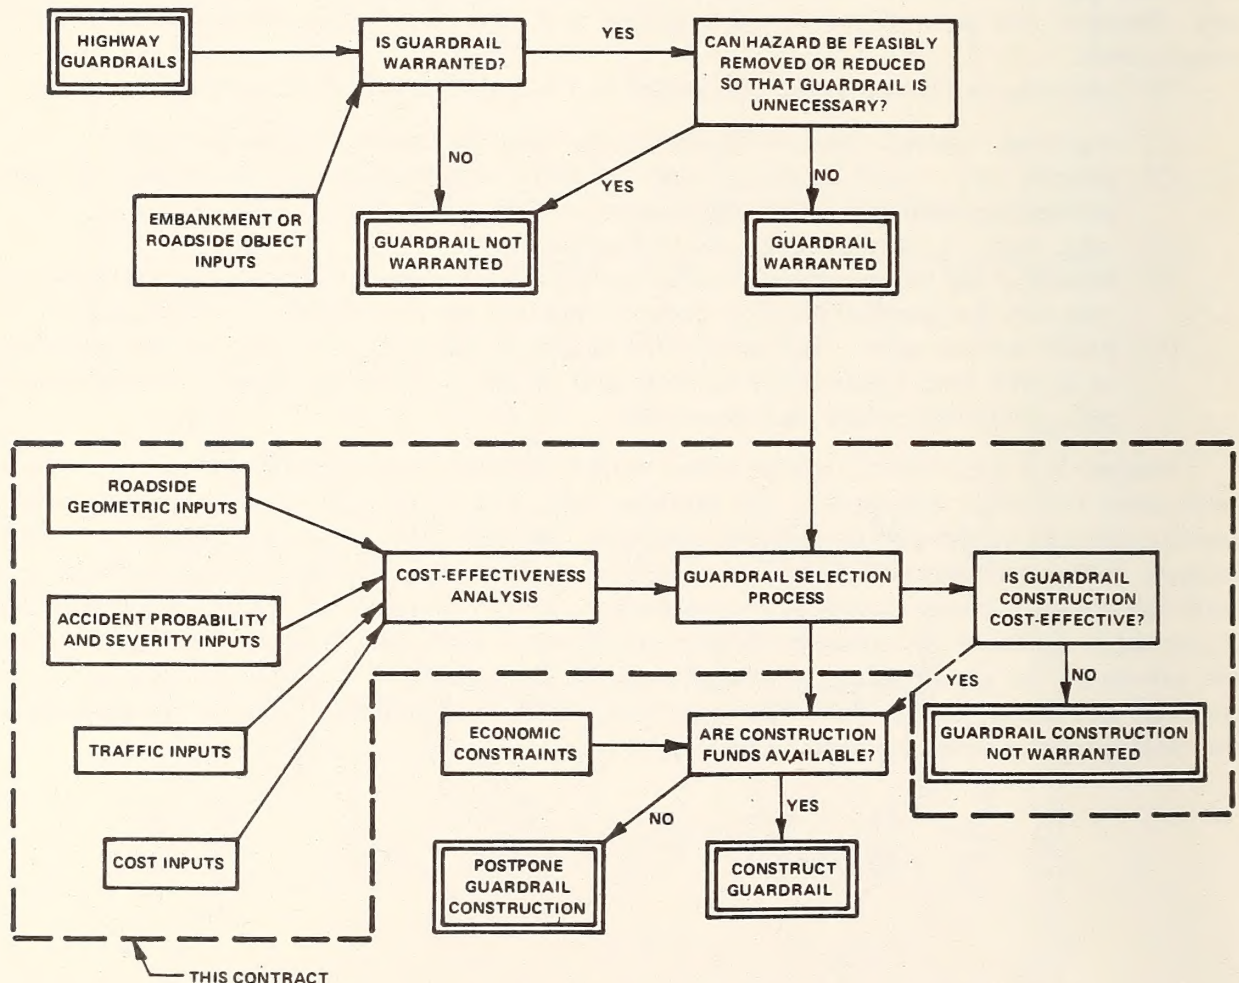 HIGHWAY
GUARDRAILS
IS GUARDRAIL
WARRANTED?
YES
CAN HAZARD BE FEASIBLY
REMOVED OR REDUCED
SO THAT GUARDRAIL IS
UNNECESSARY?
NO
YES
NO
EMBANKMENT OR
ROADSIDE OBJECT
INPUTS
GUARDRAIL NOT
WARRANTED
GUARDRAIL
WARRANTED
ROADSIDE
GEOMETRIC INPUTS
ACCIDENT PROBABILITY
AND SEVERITY INPUTS
TRAFFIC INPUTS
COST INPUTS
COST-EFFECTIVENESS
ANALYSIS
GUARDRAIL SELECTION
PROCESS
IS GUARDRAIL
CONSTRUCTION
COST-EFFECTIVE?
YES
NO
ECONOMIC
CONSTRAINTS
ARE CONSTRUCTION
FUNDS AVAILABLE?
GUARDRAIL CONSTRUCTION
NOT WARRANTED
NO
YES
POSTPONE
GUARDRAIL
CONSTRUCTION
CONSTRUCT
GUARDRAIL
THIS CONTRACT